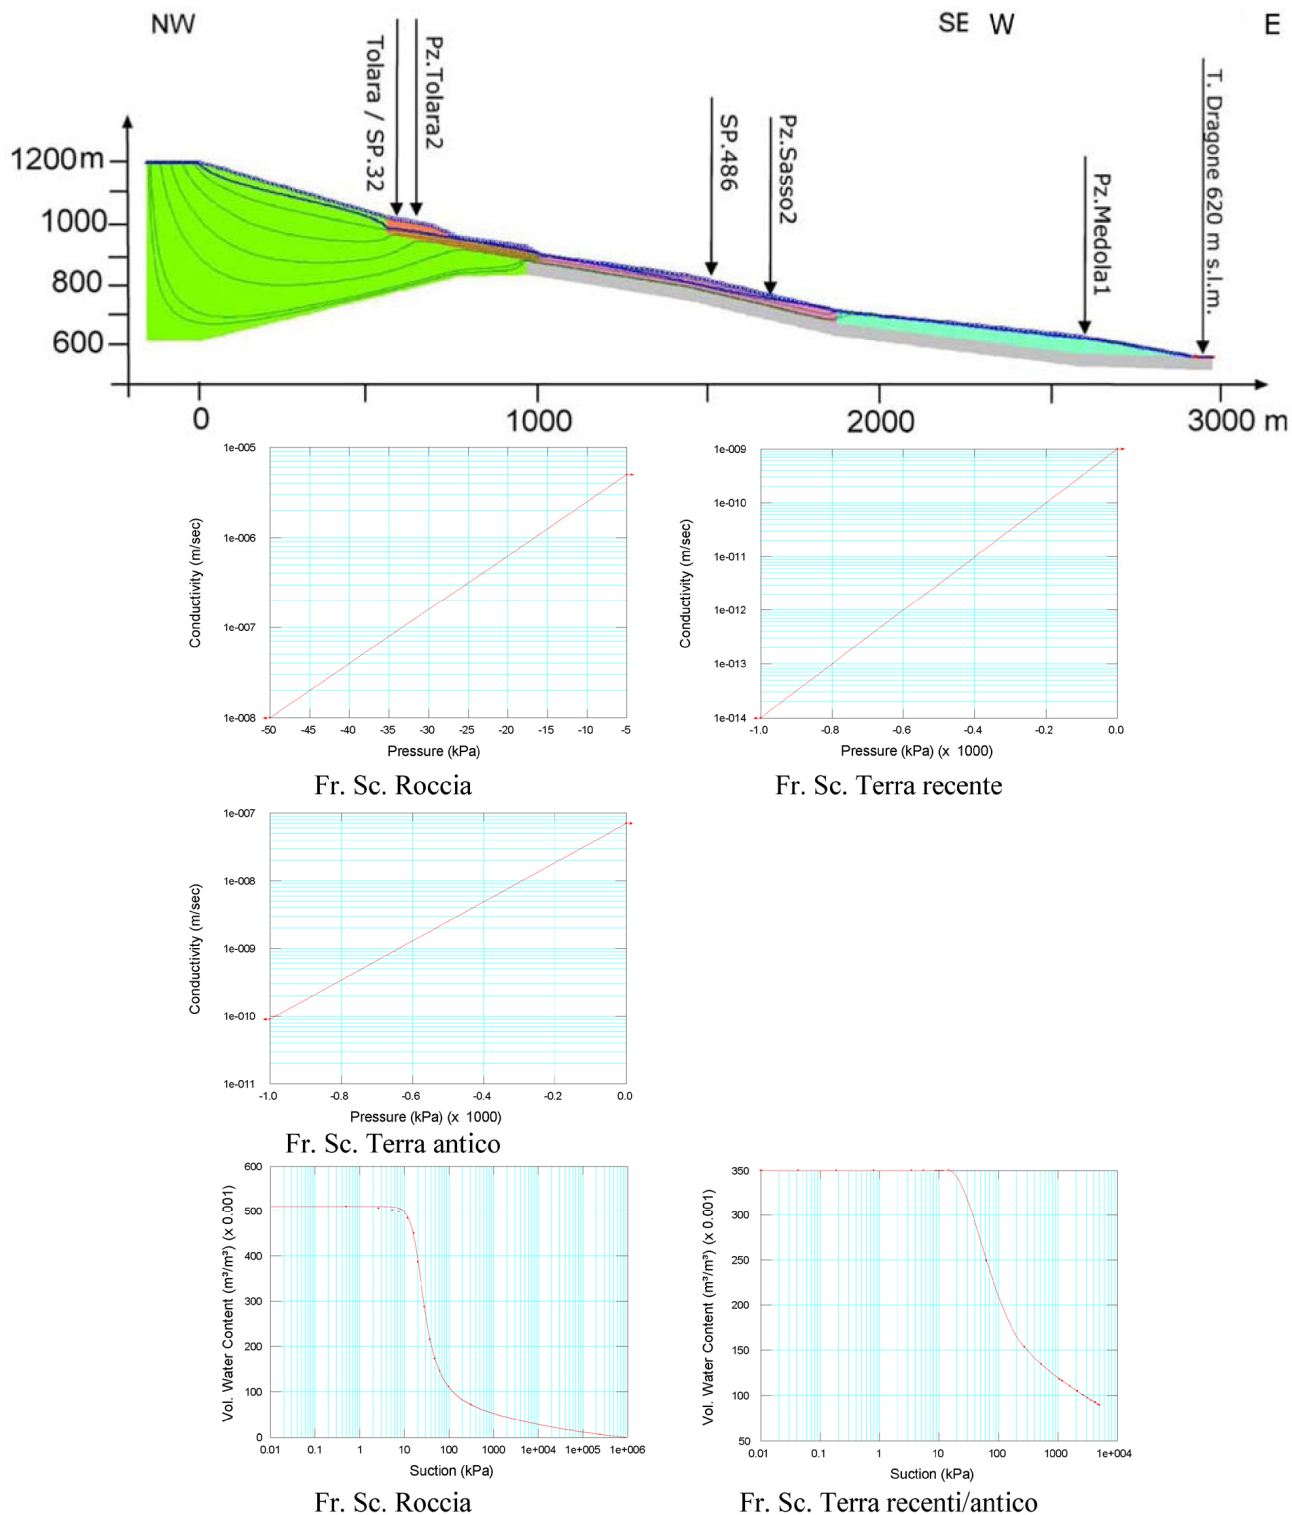 NW SE W E
Tolara / SP.32
Pz.Tolara2
SP.486
Pz.Sasso2
Pz.Medola1
T. Dragone 620 m s.l.m.
1200m
1000
800
600
0 1000 2000 3000 m
1e-005
1e-006
1e-007
1e-008
Conductivity (m/sec)
-50 -45 -40 -35 -30 -25 -20 -15 -10 -5
Pressure (kPa)
Fr. Sc. Roccia
1e-009
1e-010
1e-011
1e-012
1e-013
1e-014
Conductivity (m/sec)
-1.0 -0.8 -0.6 -0.4 -0.2 0.0
Pressure (kPa) (x 1000)
Fr. Sc. Terra recente
1e-007
1e-008
1e-009
1e-010
1e-011
Conductivity (m/sec)
-1.0 -0.8 -0.6 -0.4 -0.2 0.0
Pressure (kPa) (x 1000)
Fr. Sc. Terra antico
600
500
400
300
200
100
0
Vol. Water Content (m³/m³) (x 0.001)
0.01 0.1 1 10 100 1000 1e+004 1e+005 1e+006
Suction (kPa)
Fr. Sc. Roccia
350
300
250
200
150
100
50
Vol. Water Content (m³/m³) (x 0.001)
0.01 0.1 1 10 100 1000 1e+004
Suction (kPa)
Fr. Sc. Terra recenti/antico